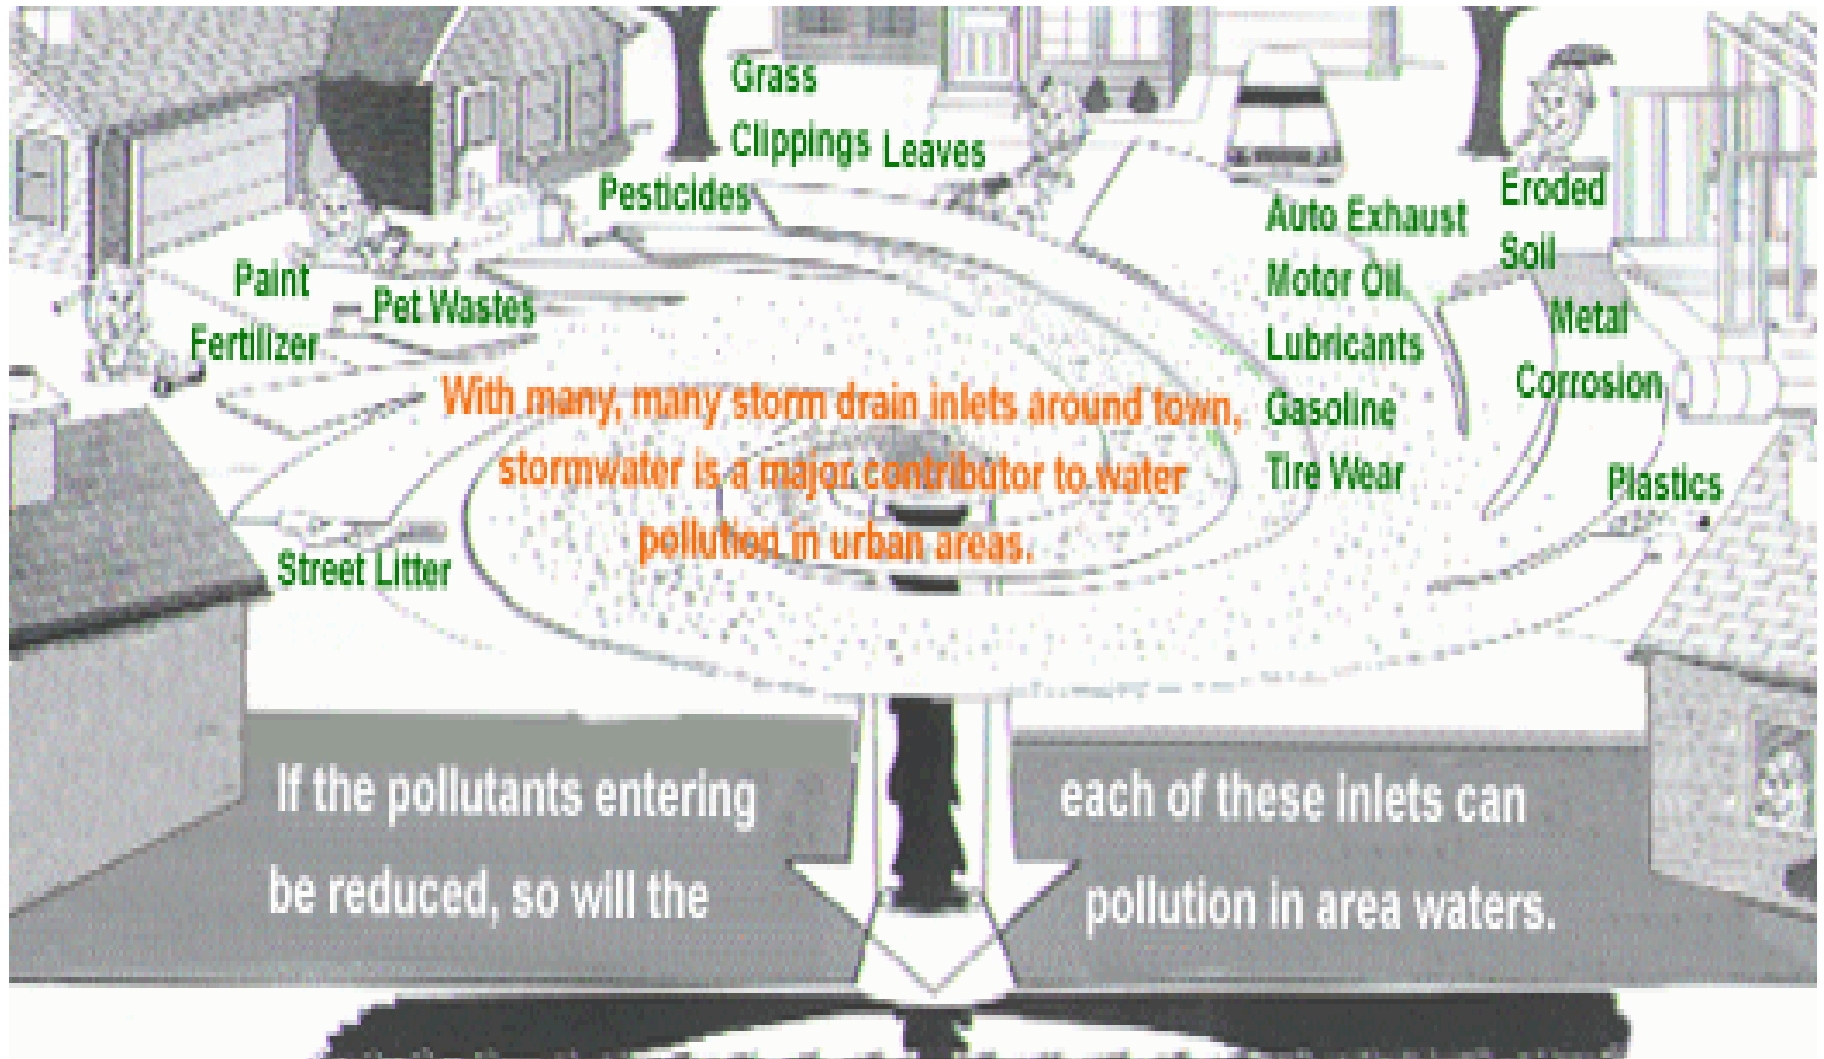 Grass
Clippings Leaves
Pesticides
Auto Exhaust
Motor Oil
Lubricants
Gasoline
Tire Wear
Eroded
Soil
Metal
Corrosion
Plastics
Paint
Fertilizer
Pet Wastes
Street Litter
With many, many storm drain inlets around town,
stormwater is a major contributor to water
pollution in urban areas.
If the pollutants entering each of these inlets can
be reduced, so will the pollution in area waters.